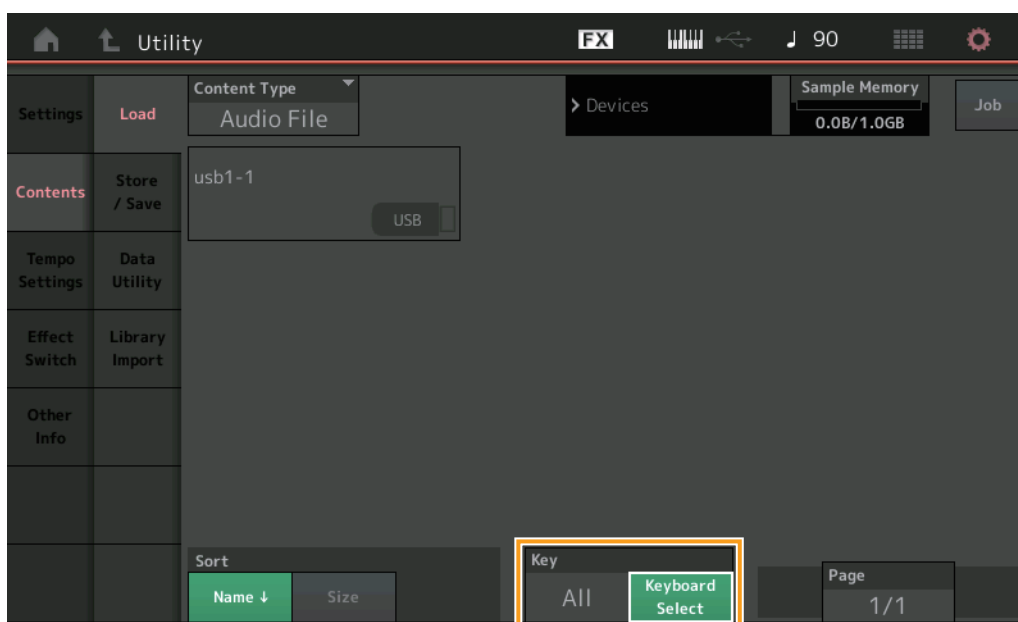 Utility
FX
♩ 90
Settings
Load
Content Type
Audio File
> Devices
Sample Memory
0.0B/1.0GB
Job
Contents
Store
/ Save
usb1-1
USB
Tempo
Settings
Data
Utility
Effect
Switch
Library
Import
Other
Info
Sort
Name ↓
Size
Key
All
Keyboard
Select
Page
1/1